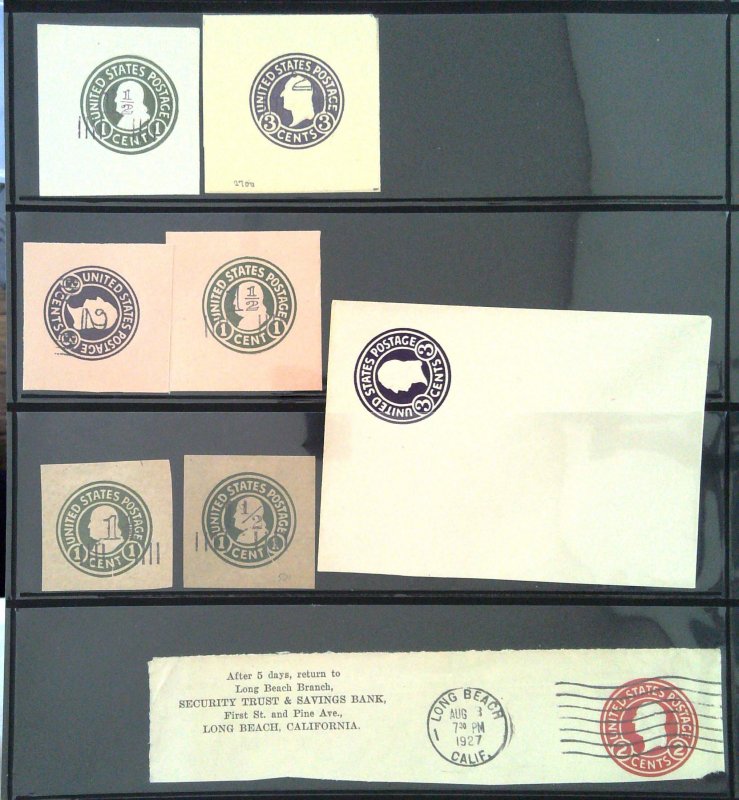 UNITED STATES POSTAGE
1/2
1 CENT 1
UNITED STATES POSTAGE
3 CENTS 3
UNITED STATES POSTAGE
3 CENTS 3
UNITED STATES POSTAGE
1/2
1 CENT 1
UNITED STATES POSTAGE
3 CENTS 3
UNITED STATES POSTAGE
1
1 CENT 1
UNITED STATES POSTAGE
1/2
1 CENT 1
After 5 days, return to
Long Beach Branch,
SECURITY TRUST & SAVINGS BANK,
First St. and Pine Ave.,
LONG BEACH, CALIFORNIA.
LONG BEACH
AUG 3
7 30 PM
1927
CALIF.
1
UNITED STATES POSTAGE
2 CENTS 2